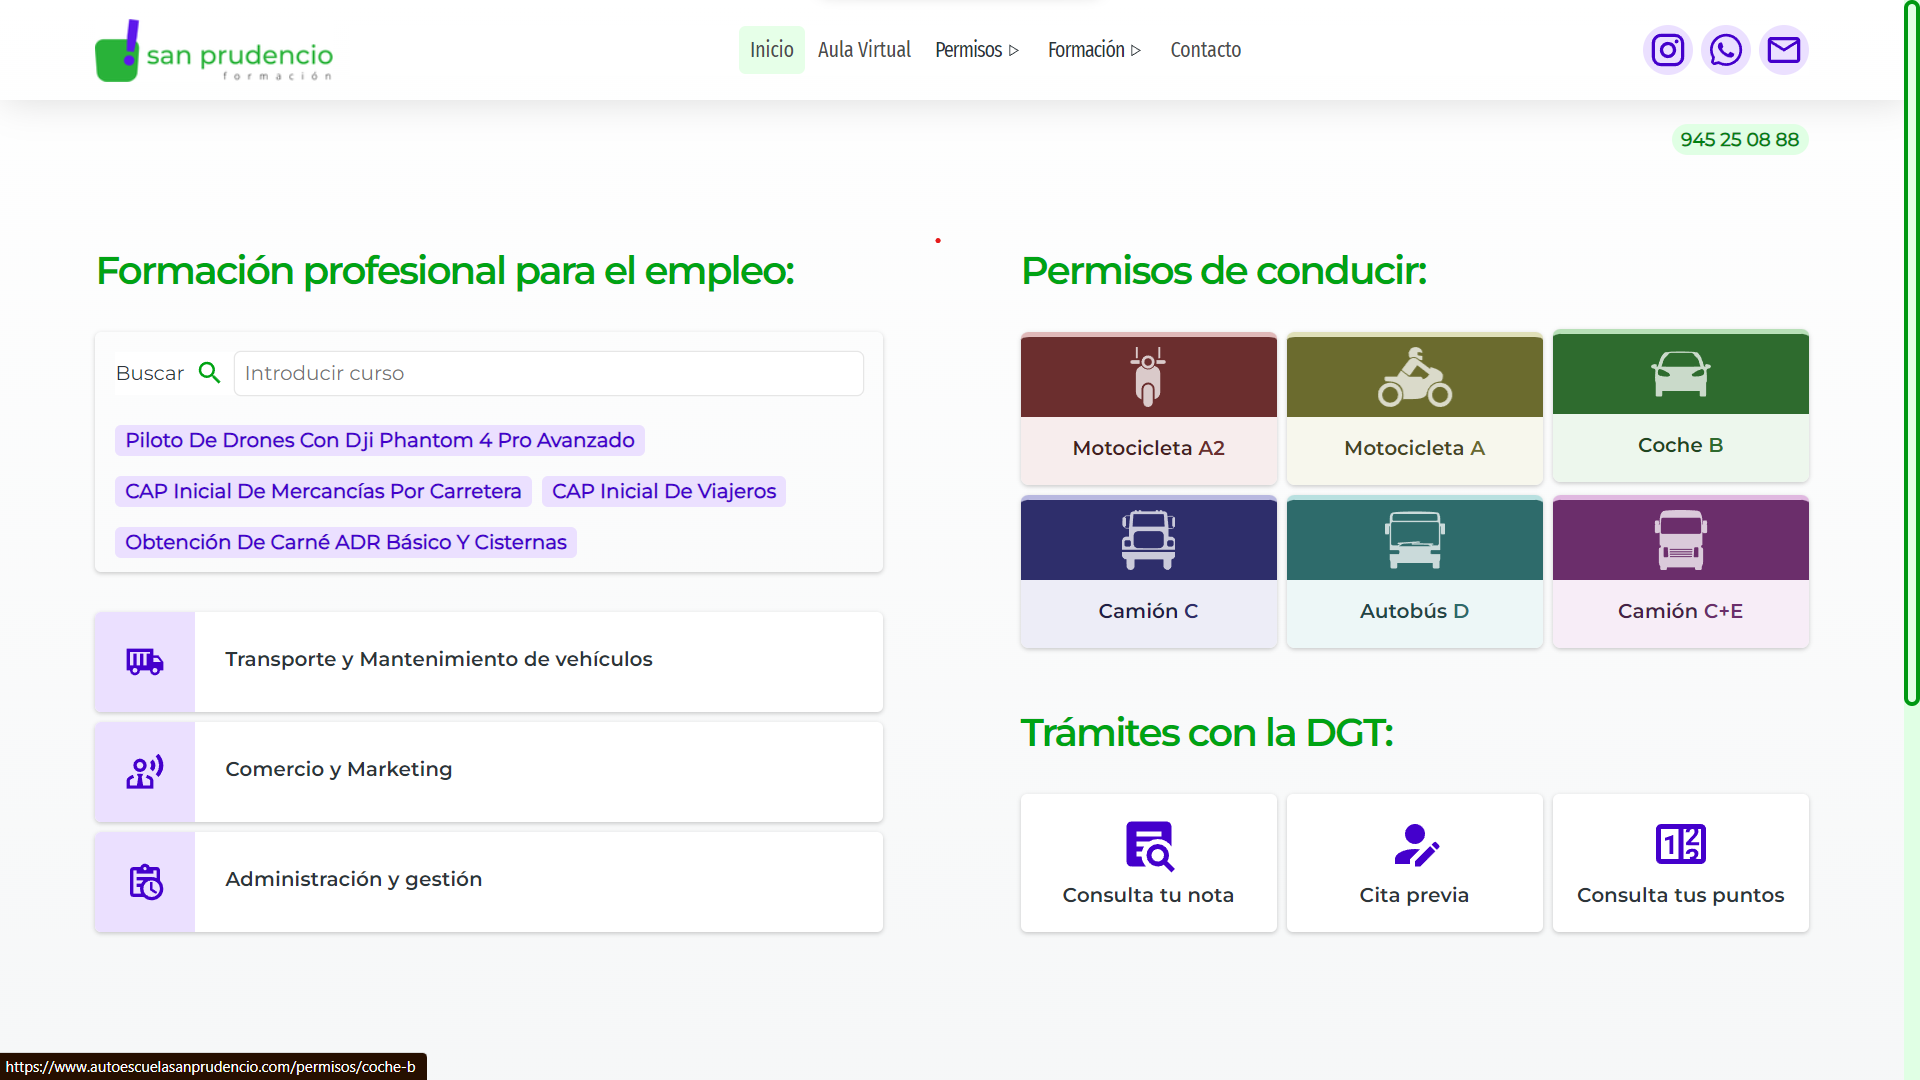 san prudencio
formación
Inicio
Aula Virtual
Permisos
Formación
Contacto
945 25 08 88
Formación profesional para el empleo:
Buscar
Introducir curso
Piloto De Drones Con Dji Phantom 4 Pro Avanzado
CAP Inicial De Mercancías Por Carretera
CAP Inicial De Viajeros
Obtención De Carné ADR Básico Y Cisternas
Transporte y Mantenimiento de vehículos
Comercio y Marketing
Administración y gestión
Permisos de conducir:
Motocicleta A2
Motocicleta A
Coche B
Camión C
Autobús D
Camión C+E
Trámites con la DGT:
Consulta tu nota
Cita previa
Consulta tus puntos
https://www.autoescuelasanprudencio.com/permisos/coche-b